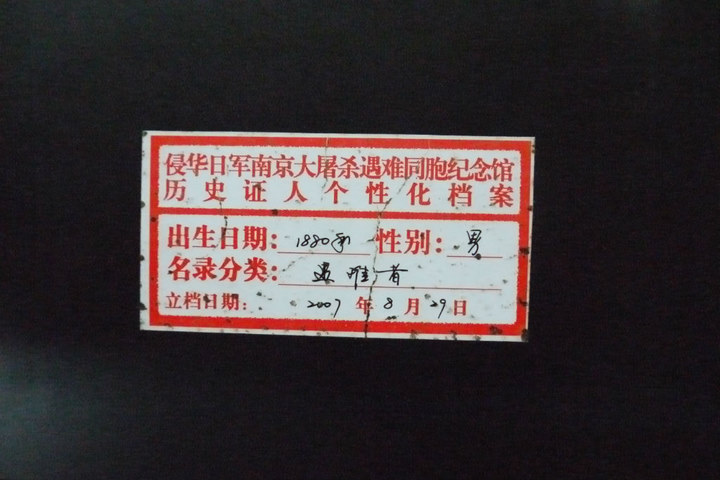 侵华日军南京大屠杀遇难同胞纪念馆
历史证人个性化档案
出生日期: 1880年 性别: 男
名录分类: 遇难者
立档日期: 2007 年 8 月 29 日